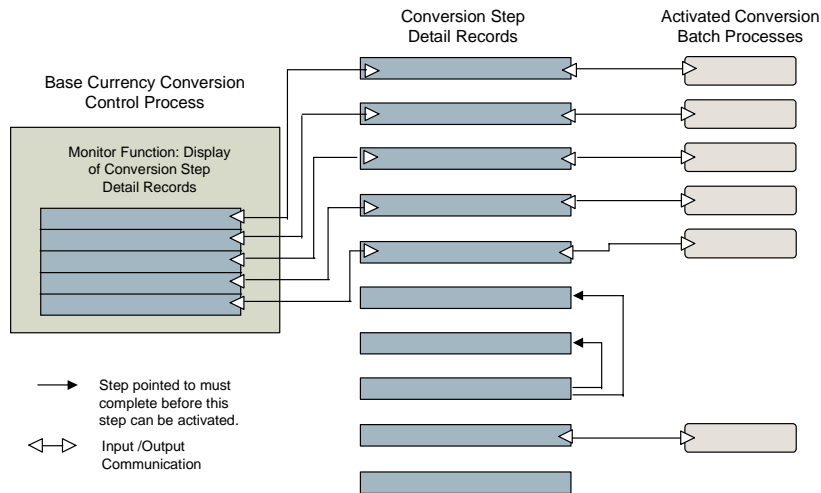 Conversion Step
Detail Records
Activated Conversion
Batch Processes
Base Currency Conversion
Control Process
Monitor Function: Display
of Conversion Step
Detail Records
Step pointed to must
complete before this
step can be activated.
Input /Output
Communication